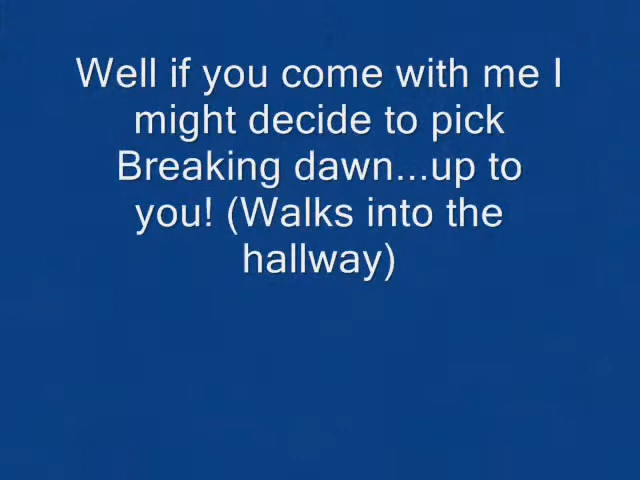 Well if you come with me I
might decide to pick
Breaking dawn...up to
you! (Walks into the
hallway)